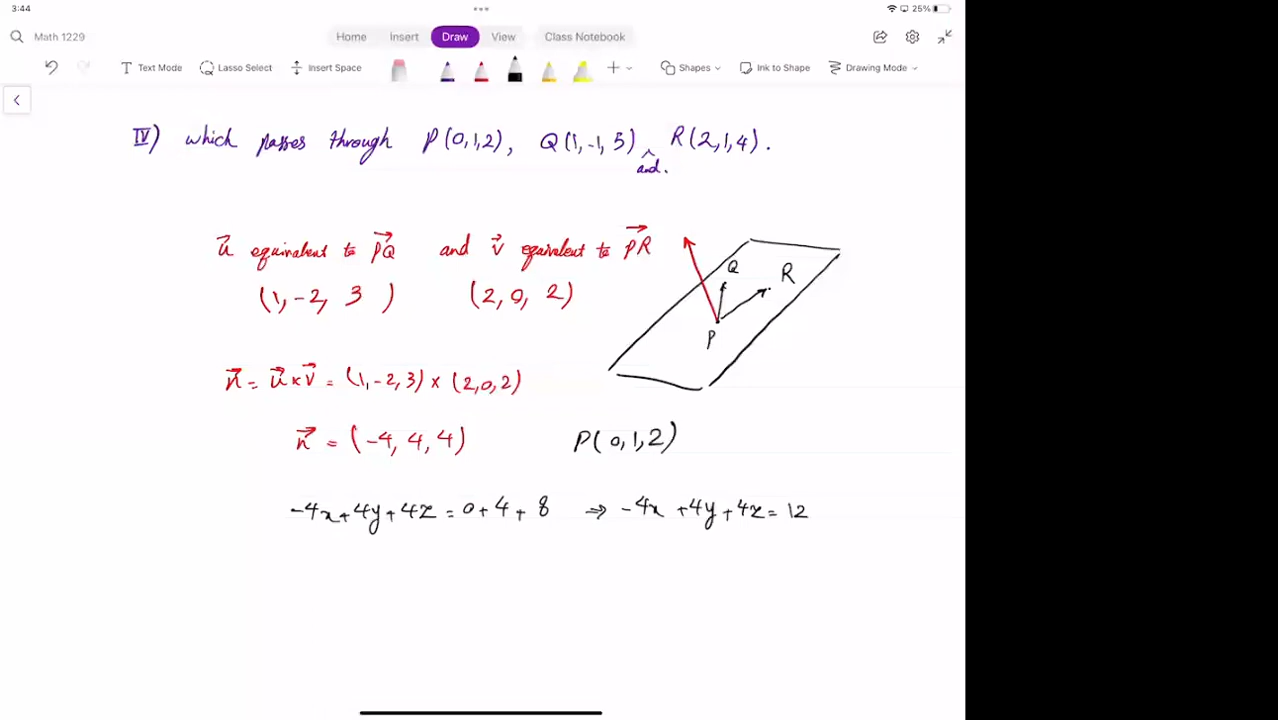 3:44
25%
Math 1229
Home Insert Draw View Class Notebook
Text Mode Lasso Select Insert Space Shapes Ink to Shape Drawing Mode
IV) which passes through P(0,1,2), Q(1,-1,5) and R(2,1,4).
u⃗ equivalent to PQ⃗ and v⃗ equivalent to PR⃗
(1,-2, 3 ) (2, 0, 2)
Q R
P
n⃗ = u⃗ x v⃗ = (1,-2,3) x (2,0,2)
n⃗ = (-4, 4, 4) P(0,1,2)
-4x+4y+4z = 0+4+8 ⇒ -4x+4y+4z = 12